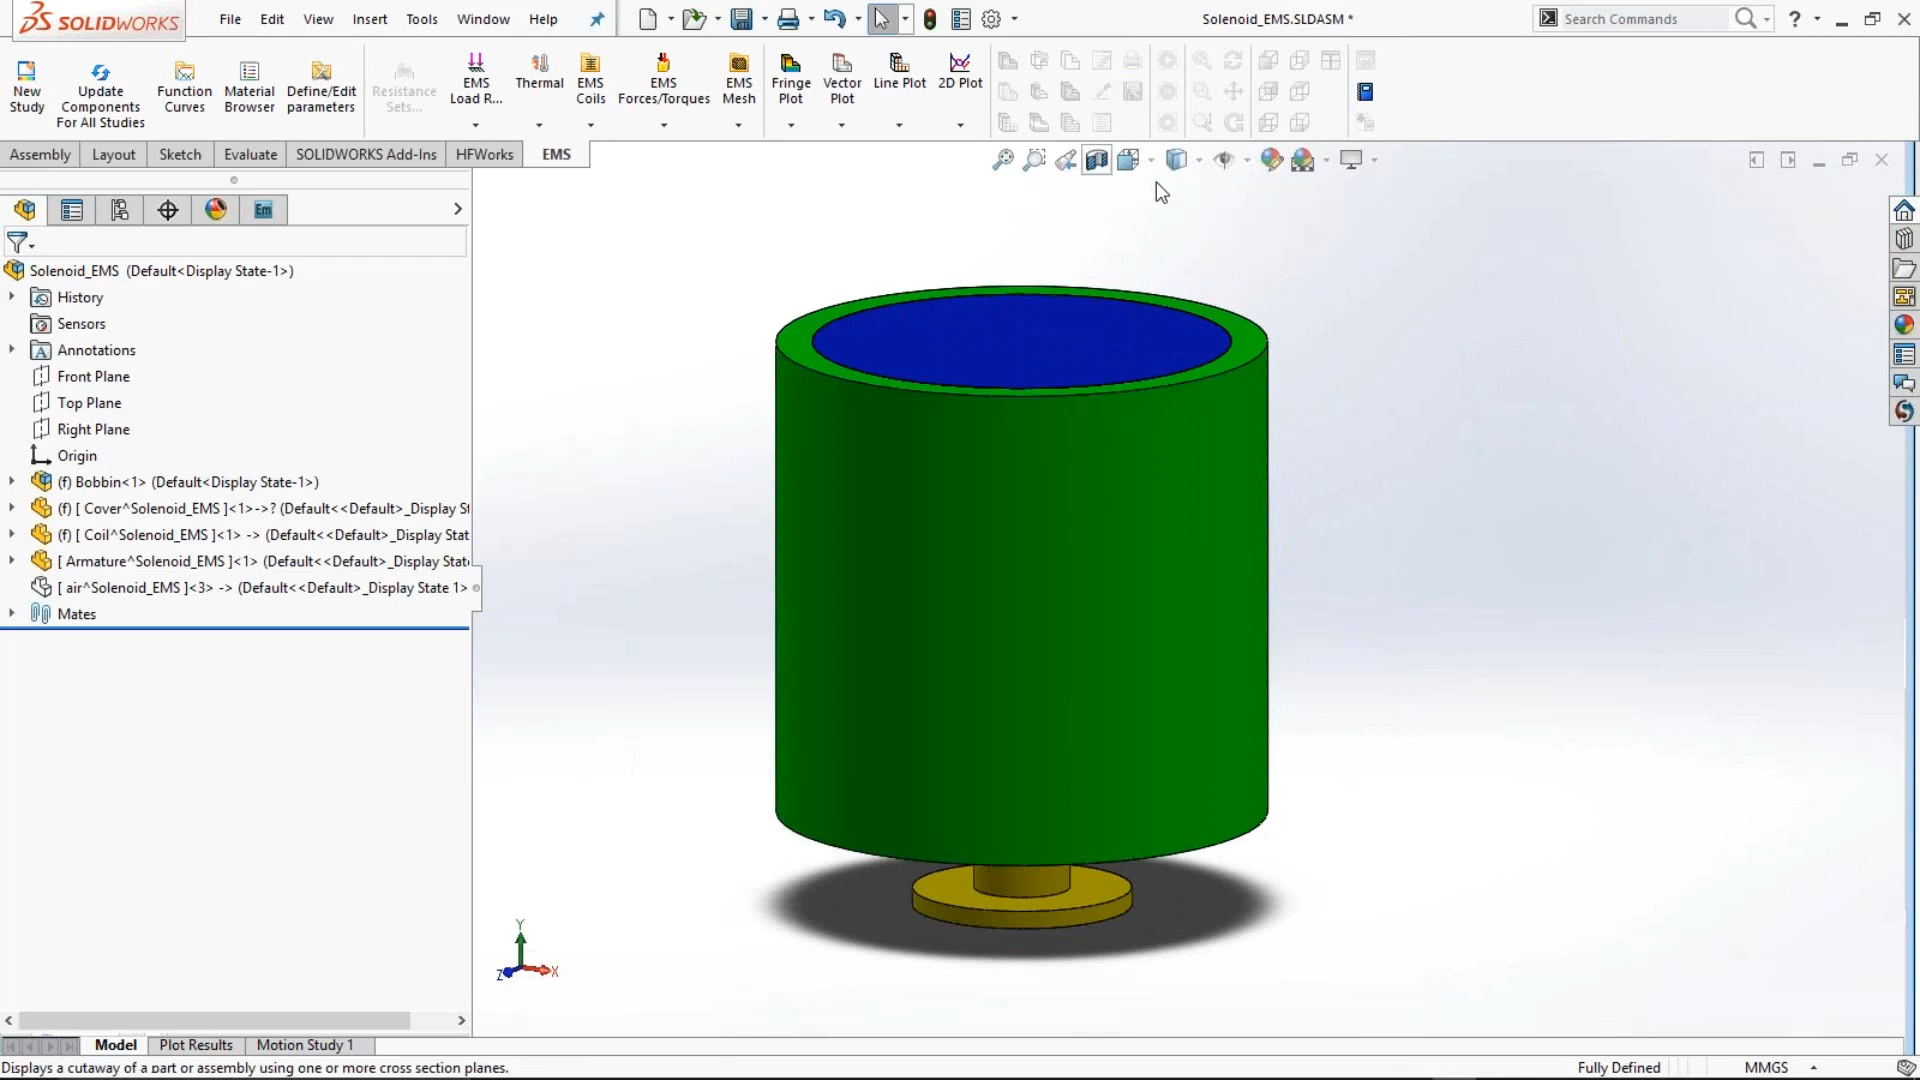 SOLIDWORKS File Edit View Insert Tools Window Help Solenoid_EMS.SLDASM * Search Commands ?
New Study
Update Components For All Studies
Function Curves
Material Browser
Define/Edit parameters
Resistance Sets...
EMS Load R...
Thermal
EMS Coils
EMS Forces/Torques
EMS Mesh
Fringe Plot
Vector Plot
Line Plot
2D Plot
Assembly Layout Sketch Evaluate SOLIDWORKS Add-Ins HFWorks EMS
Em
Solenoid_EMS (Default<Display State-1>)
History
Sensors
A Annotations
Front Plane
Top Plane
Right Plane
Origin
(f) Bobbin<1> (Default<Display State-1>)
(f) [ Cover^Solenoid_EMS ]<1>->? (Default<<Default>_Display St
(f) [ Coil^Solenoid_EMS ]<1> -> (Default<<Default>_Display Stat
[ Armature^Solenoid_EMS ]<1> (Default<<Default>_Display State
[ air^Solenoid_EMS ]<3> -> (Default<<Default>_Display State 1>
Mates
Y
Z X
Model Plot Results Motion Study 1
Displays a cutaway of a part or assembly using one or more cross section planes. Fully Defined MMGS